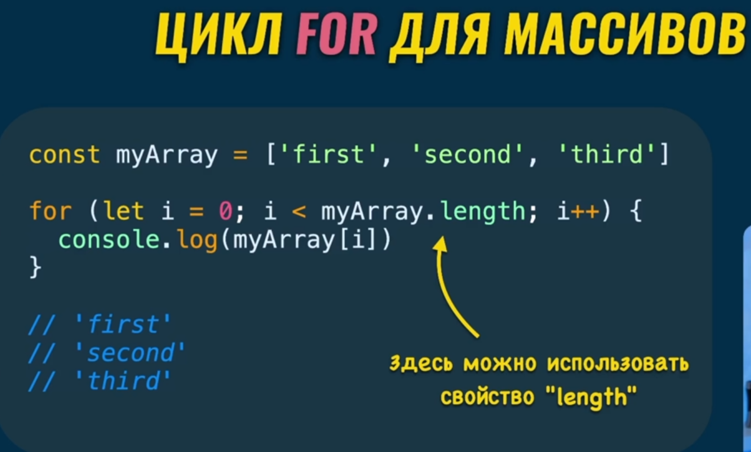 ЦИКЛ FOR ДЛЯ МАССИВОВ
const myArray = ['first', 'second', 'third']
for (let i = 0; i < myArray.length; i++) {
  console.log(myArray[i])
}
// 'first'
// 'second'
// 'third'
Здесь можно использовать
свойство "length"